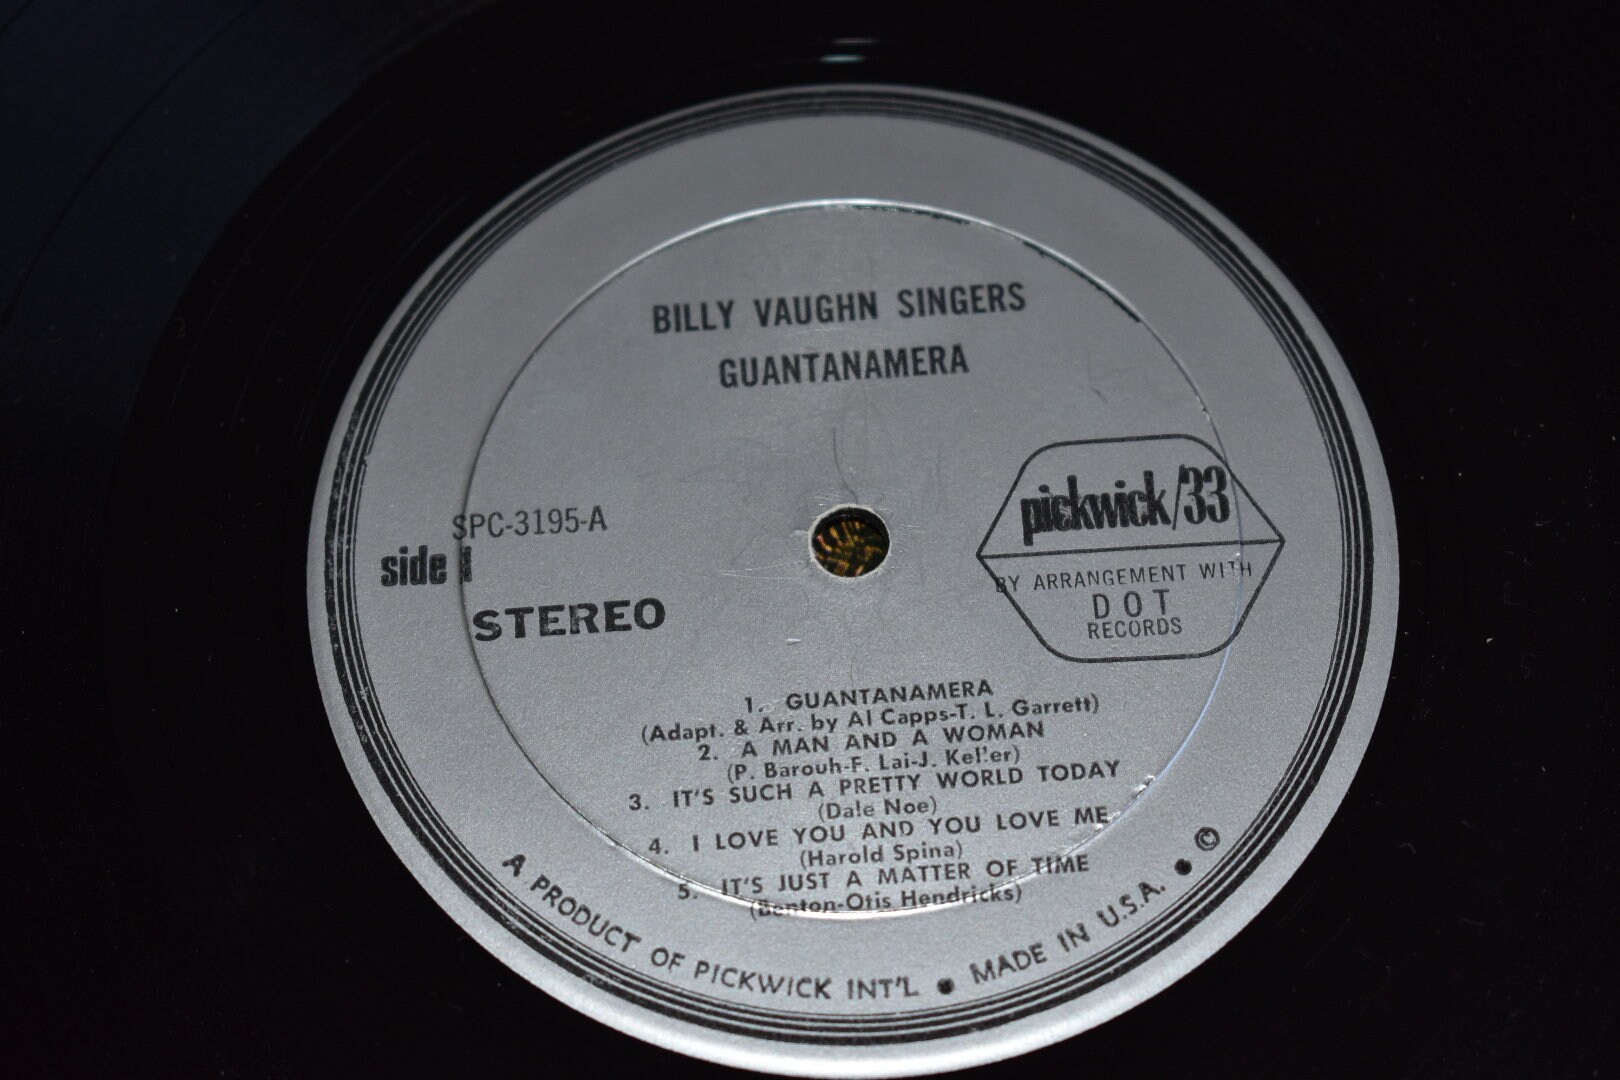 BILLY VAUGHN SINGERS
GUANTANAMERA
SPC-3195-A
side 1
STEREO
pickwick/33
BY ARRANGEMENT WITH
DOT
RECORDS
1. GUANTANAMERA
(Adapt. & Arr. by Al Capps-T. L. Garrett)
2. A MAN AND A WOMAN
(P. Barouh-F. Lai-J. Keller)
3. IT'S SUCH A PRETTY WORLD TODAY
(Dale Noe)
4. I LOVE YOU AND YOU LOVE ME
(Harold Spina)
5. IT'S JUST A MATTER OF TIME
(Benton-Otis Hendricks)
A PRODUCT OF PICKWICK INT'L • MADE IN U.S.A. • ©